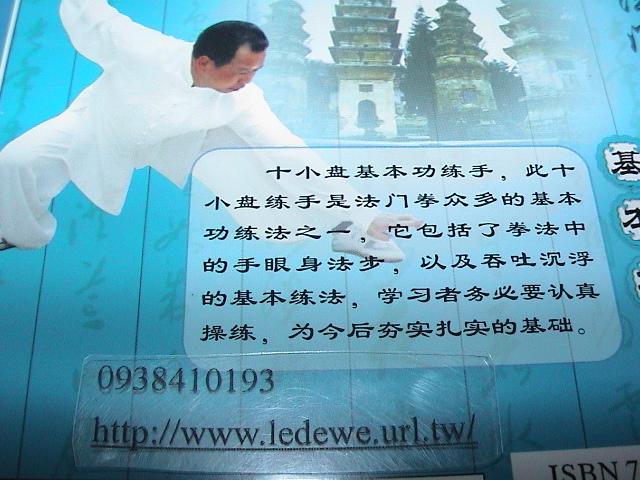 十小盘基本功练手，此十
小盘练手是法门拳众多的基本
功练法之一，它包括了拳法中
的手眼身法步，以及吞吐沉浮
的基本练法，学习者务必要认真
操练，为今后夯实扎实的基础。
基
本
0938410193
http://www.ledewe.url.tw/
ISBN 7